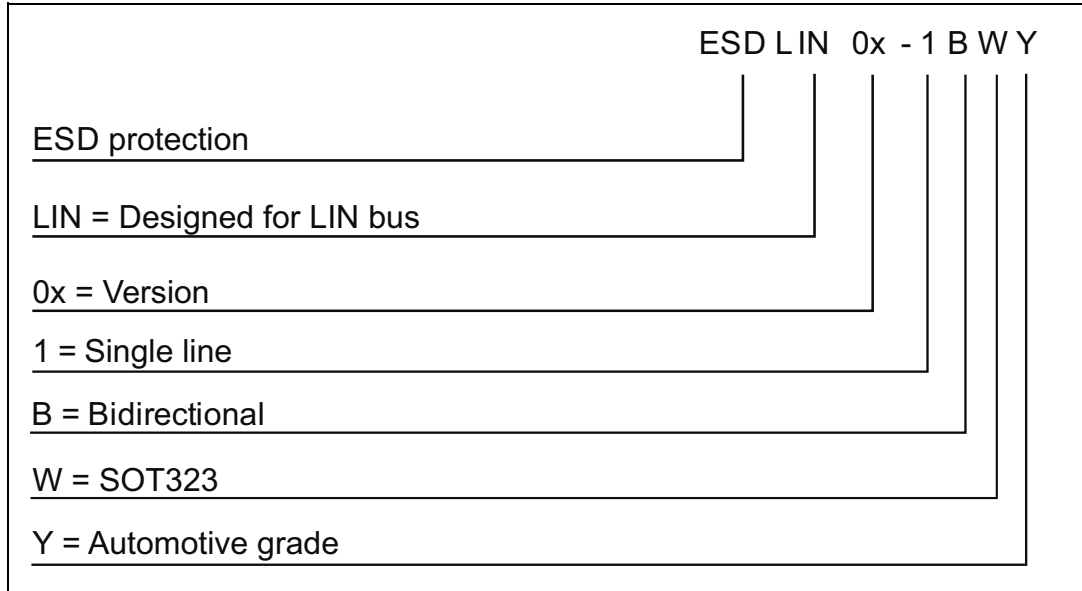 ESD LIN 0x - 1 B W Y
ESD protection
LIN = Designed for LIN bus
0x = Version
1 = Single line
B = Bidirectional
W = SOT323
Y = Automotive grade